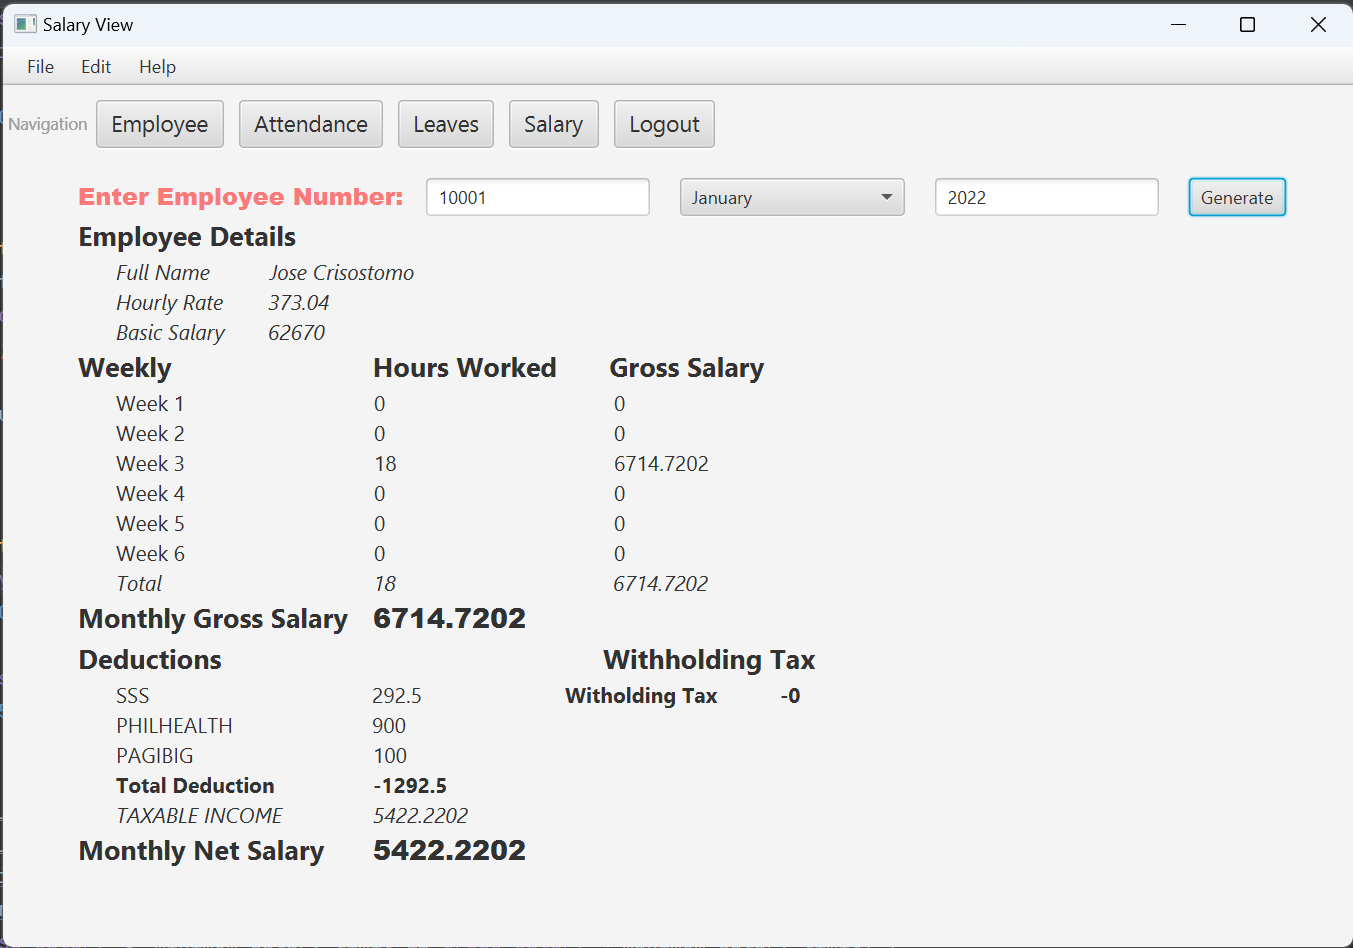 Salary View
File Edit Help
Navigation Employee Attendance Leaves Salary Logout
Enter Employee Number: 10001 January 2022 Generate
Employee Details
Full Name Jose Crisostomo
Hourly Rate 373.04
Basic Salary 62670
Weekly Hours Worked Gross Salary
Week 1 0 0
Week 2 0 0
Week 3 18 6714.7202
Week 4 0 0
Week 5 0 0
Week 6 0 0
Total 18 6714.7202
Monthly Gross Salary 6714.7202
Deductions Withholding Tax
SSS 292.5 Witholding Tax -0
PHILHEALTH 900
PAGIBIG 100
Total Deduction -1292.5
TAXABLE INCOME 5422.2202
Monthly Net Salary 5422.2202